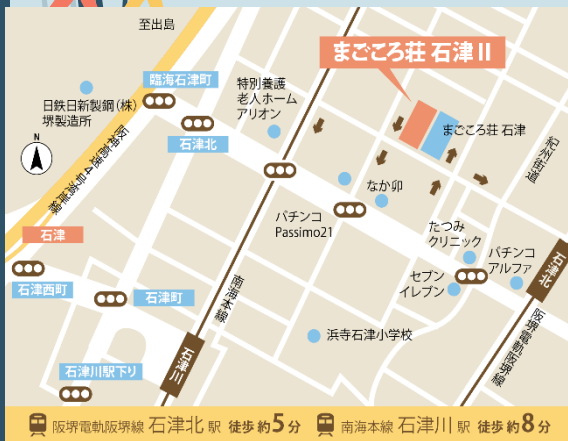 至出島
まごころ荘 石津 II
臨海石津町
特別養護
老人ホーム
アリオン
日鉄日新製鋼(株)
堺製造所
石津北
まごころ荘 石津
紀州街道
N
阪神高速4号湾岸線
なか卯
パチンコ
Passimo21
たつみ
クリニック
パチンコ
アルファ
石津北
石津
石津西町
石津町
南海本線
セブン
イレブン
阪堺電軌阪堺線
浜寺石津小学校
石津川
石津川駅下り
阪堺電軌阪堺線 石津北 駅 徒歩 約5分
南海本線 石津川 駅 徒歩 約8分